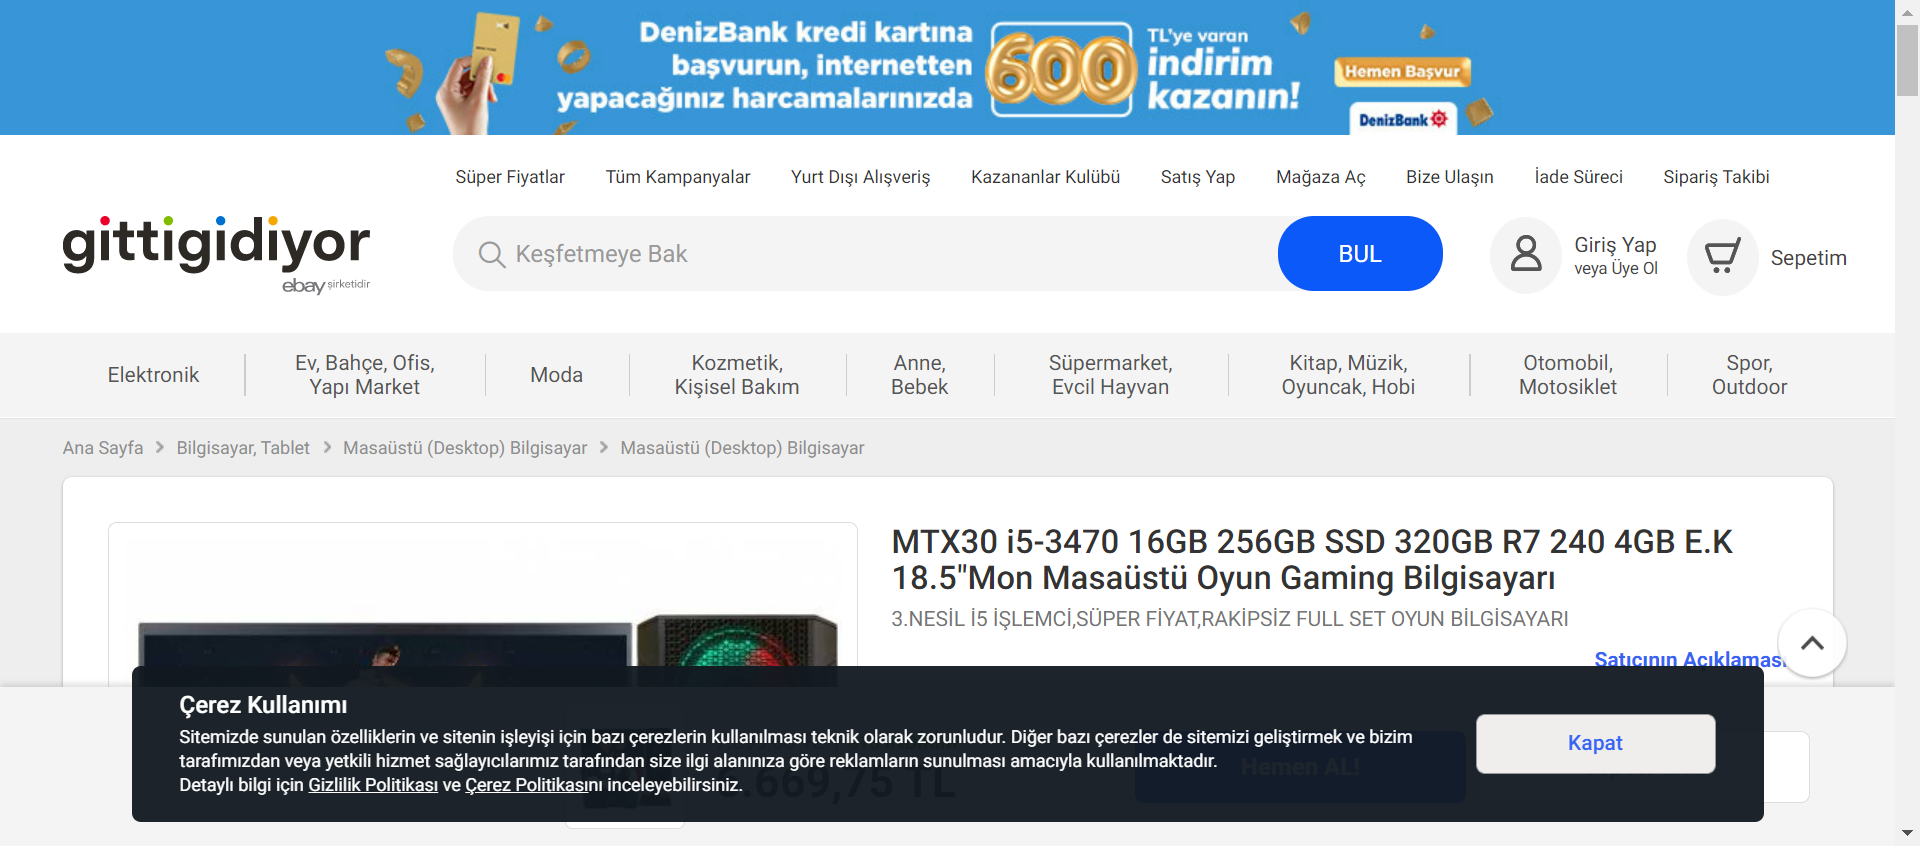 DenizBank kredi kartına
başvurun, internetten
yapacağınız harcamalarınızda
600
TL'ye varan
indirim
kazanın!
Hemen Başvur
DenizBank
Süper Fiyatlar
Tüm Kampanyalar
Yurt Dışı Alışveriş
Kazananlar Kulübü
Satış Yap
Mağaza Aç
Bize Ulaşın
İade Süreci
Sipariş Takibi
gittigidiyor
ebay şirketidir
Keşfetmeye Bak
BUL
Giriş Yap
veya Üye Ol
Sepetim
Elektronik
Ev, Bahçe, Ofis,
Yapı Market
Moda
Kozmetik,
Kişisel Bakım
Anne,
Bebek
Süpermarket,
Evcil Hayvan
Kitap, Müzik,
Oyuncak, Hobi
Otomobil,
Motosiklet
Spor,
Outdoor
Ana Sayfa
Bilgisayar, Tablet
Masaüstü (Desktop) Bilgisayar
Masaüstü (Desktop) Bilgisayar
MTX30 i5-3470 16GB 256GB SSD 320GB R7 240 4GB E.K
18.5"Mon Masaüstü Oyun Gaming Bilgisayarı
3.NESİL İ5 İŞLEMCİ,SÜPER FİYAT,RAKİPSİZ FULL SET OYUN BİLGİSAYARI
Satıcının Açıklaması
Çerez Kullanımı
Sitemizde sunulan özelliklerin ve sitenin işleyişi için bazı çerezlerin kullanılması teknik olarak zorunludur. Diğer bazı çerezler de sitemizi geliştirmek ve bizim
tarafımızdan veya yetkili hizmet sağlayıcılarımız tarafından size ilgi alanınıza göre reklamların sunulması amacıyla kullanılmaktadır.
Detaylı bilgi için Gizlilik Politikası ve Çerez Politikasını inceleyebilirsiniz.
Kapat
.669,75 TL
Hemen AL!